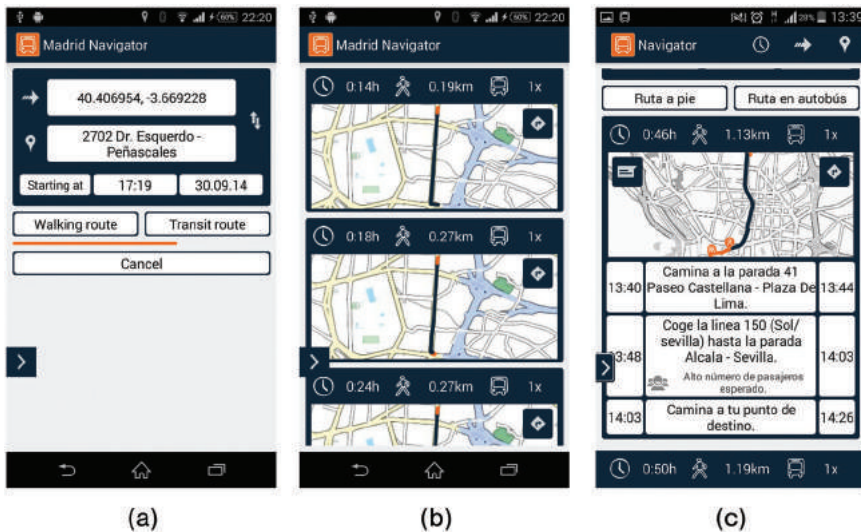 60% 22:20
Madrid Navigator
40.406954, -3.669228
2702 Dr. Esquerdo -
Peñascales
Starting at 17:19 30.09.14
Walking route Transit route
Cancel
(a)
60% 22:20
Madrid Navigator
0:14h 0.19km 1x
0:18h 0.27km 1x
0:24h 0.27km 1x
(b)
28% 13:39
Navigator
Ruta a pie Ruta en autobús
0:46h 1.13km 1x
13:40 Camina a la parada 41 13:44
Paseo Castellana - Plaza De
Lima.
Coge la linea 150 (Sol/
sevilla) hasta la parada
3:48 Alcala - Sevilla. 14:03
Alto número de pasajeros
esperado.
14:03 Camina a tu punto de 14:26
destino.
0:50h 1.19km 1x
(c)